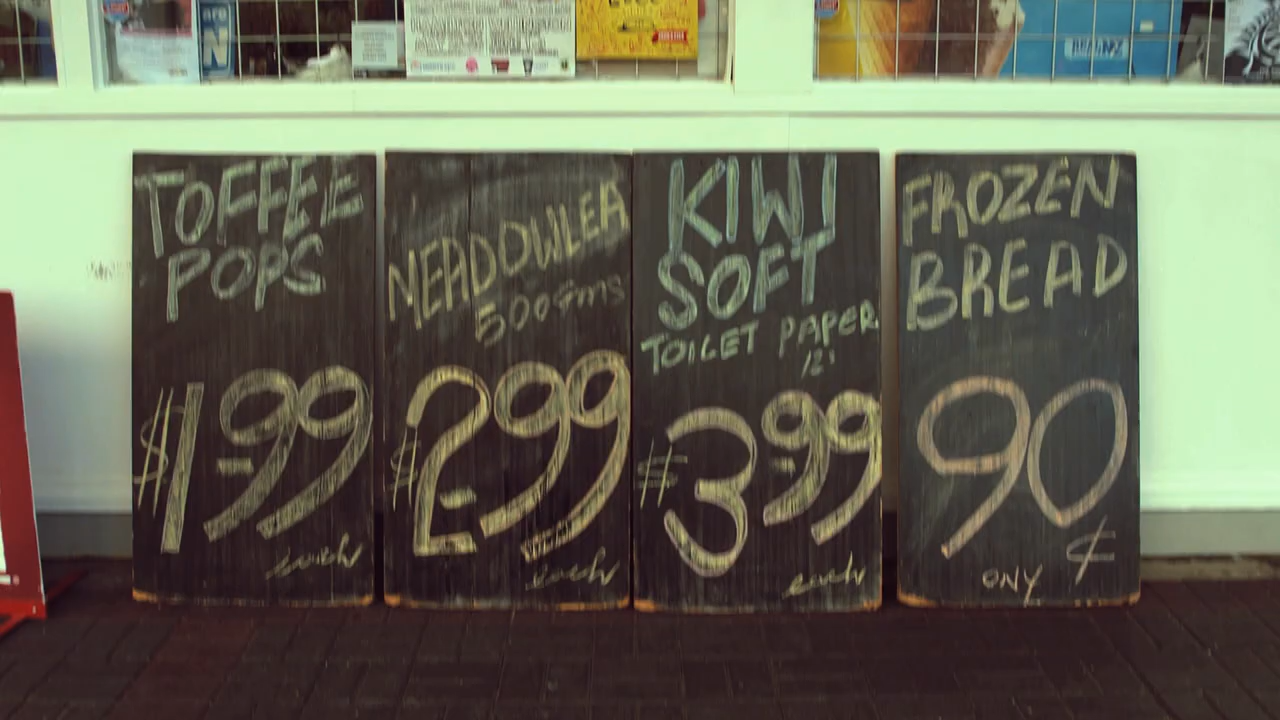 TOFFEE
POPS
$1-99
each
MEADOWLEA
500gms
$2-99
each
KIWI
SOFT
TOILET PAPER
12's
$3-99
each
FROZEN
BREAD
90
¢
ONY